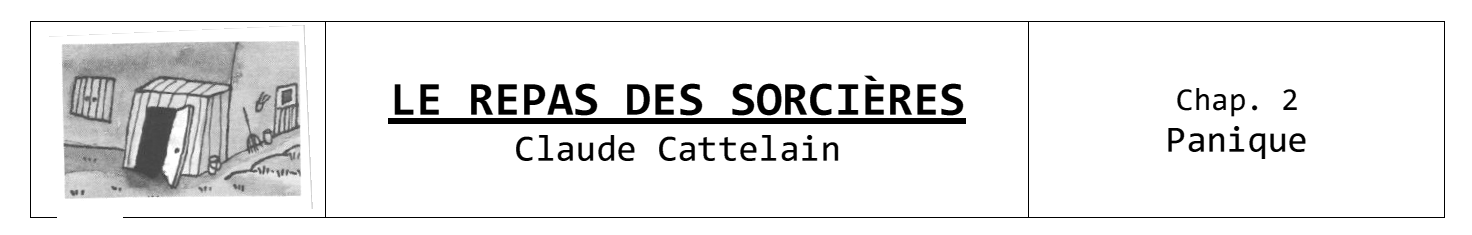 LE REPAS DES SORCIÈRES
Claude Cattelain
Chap. 2
Panique